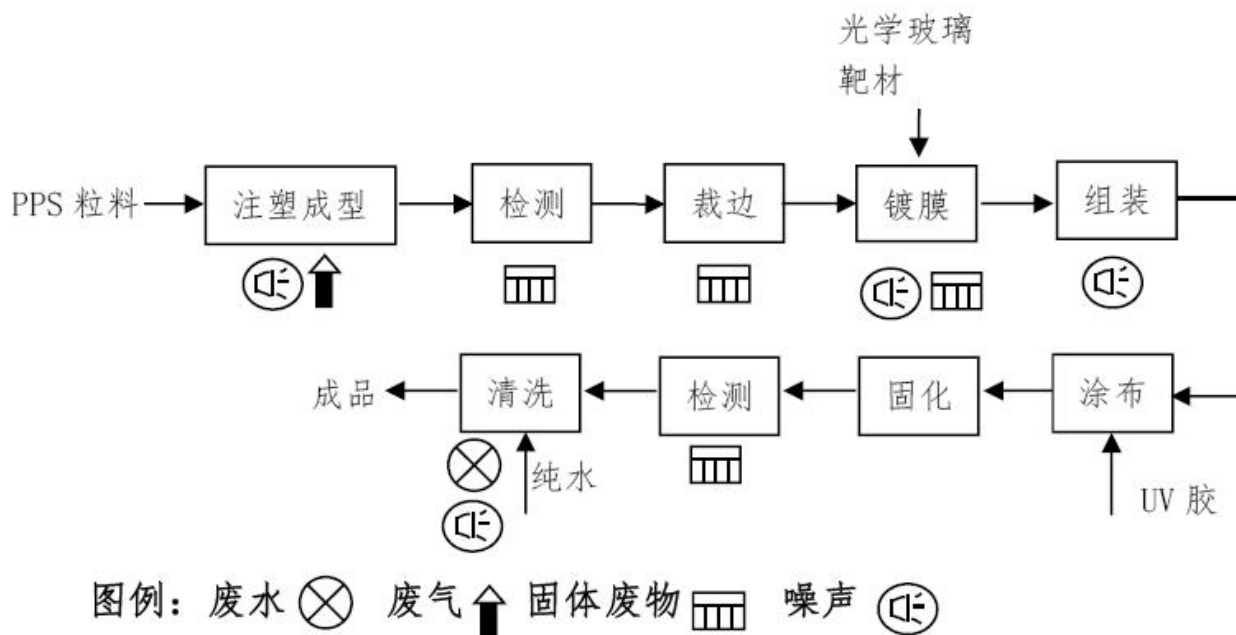 光学玻璃
靶材
PPS 粒料
注塑成型
检测
裁边
镀膜
组装
成品
清洗
检测
固化
涂布
纯水
UV 胶
图例：废水 废气 固体废物 噪声